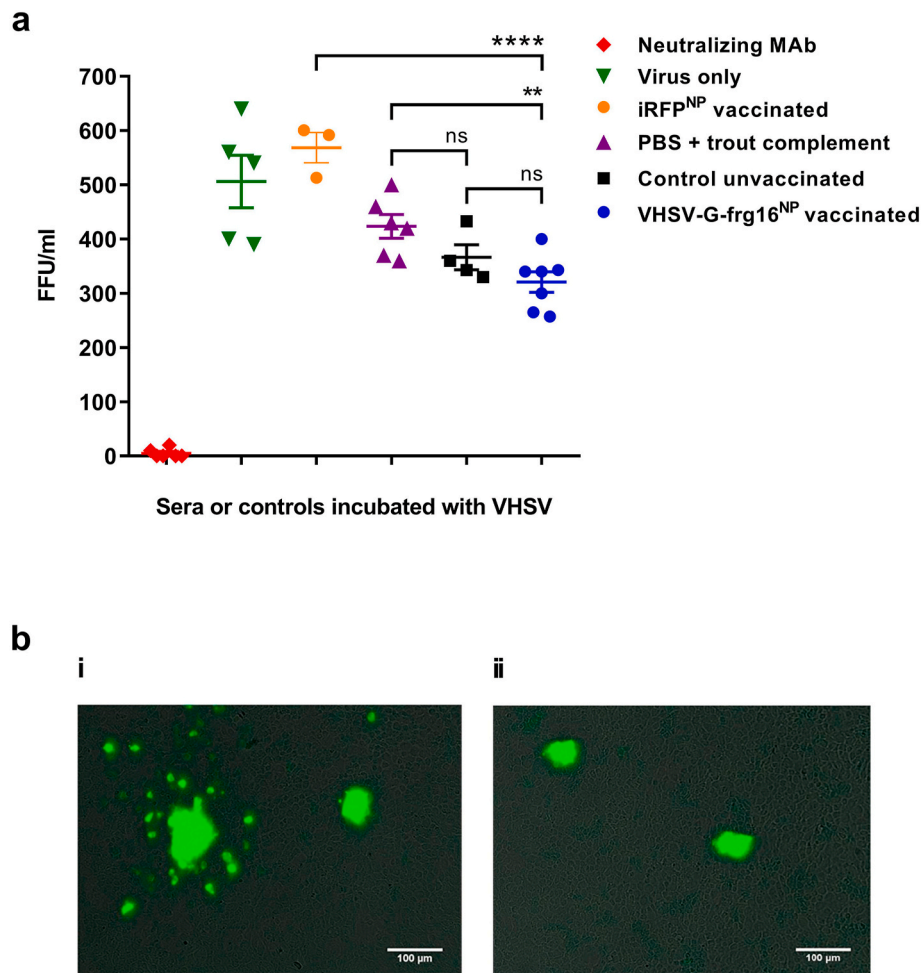 a
****
**
ns
ns
700
600
500
400
300
200
100
0
FFU/ml
Sera or controls incubated with VHSV
Neutralizing MAb
Virus only
iRFPNP vaccinated
PBS + trout complement
Control unvaccinated
VHSV-G-frg16NP vaccinated
b
i
ii
100 µm
100 µm